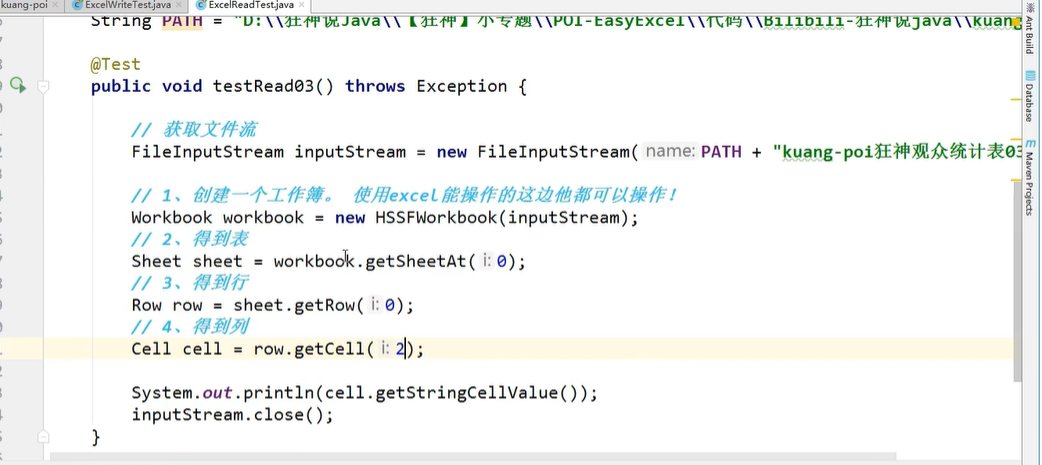 kuang-poi ExcelWriteTest.java ExcelReadTest.java
String PATH = "D:\\狂神说Java\\【狂神】小专题\\POI-EasyExcel\\代码\\Bilibili-狂神说java\\kuang
@Test
public void testRead03() throws Exception {
// 获取文件流
FileInputStream inputStream = new FileInputStream( name: PATH + "kuang-poi狂神观众统计表03
// 1、创建一个工作簿。 使用excel能操作的这边他都可以操作！
Workbook workbook = new HSSFWorkbook(inputStream);
// 2、得到表
Sheet sheet = workbook.getSheetAt( i: 0);
// 3、得到行
Row row = sheet.getRow( i: 0);
// 4、得到列
Cell cell = row.getCell( i: 2);
System.out.println(cell.getStringCellValue());
inputStream.close();
}
Ant Build
Database
Maven Projects